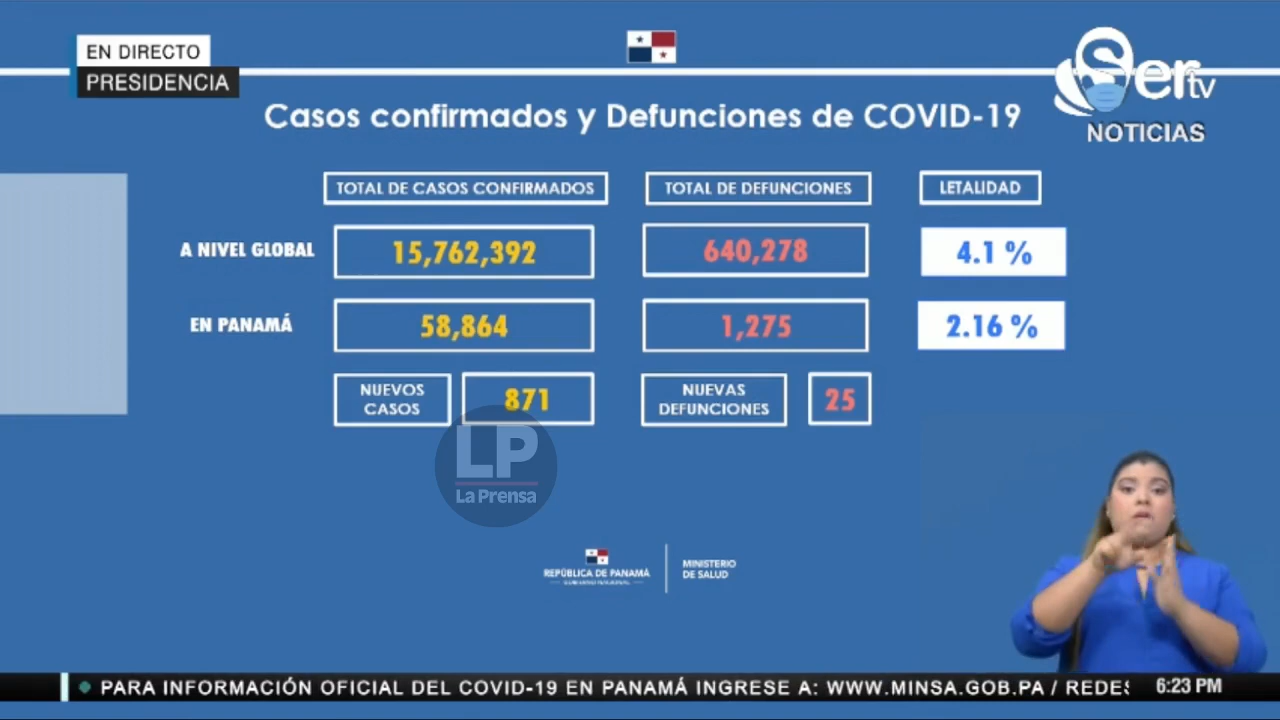 EN DIRECTO
PRESIDENCIA
Ser tv
NOTICIAS
Casos confirmados y Defunciones de COVID-19
TOTAL DE CASOS CONFIRMADOS
TOTAL DE DEFUNCIONES
LETALIDAD
A NIVEL GLOBAL
15,762,392
640,278
4.1 %
EN PANAMÁ
58,864
1,275
2.16 %
NUEVOS
CASOS
871
NUEVAS
DEFUNCIONES
25
LP
La Prensa
REPÚBLICA DE PANAMÁ
MINISTERIO
DE SALUD
PARA INFORMACIÓN OFICIAL DEL COVID-19 EN PANAMÁ INGRESE A: WWW.MINSA.GOB.PA / REDES
6:23 PM